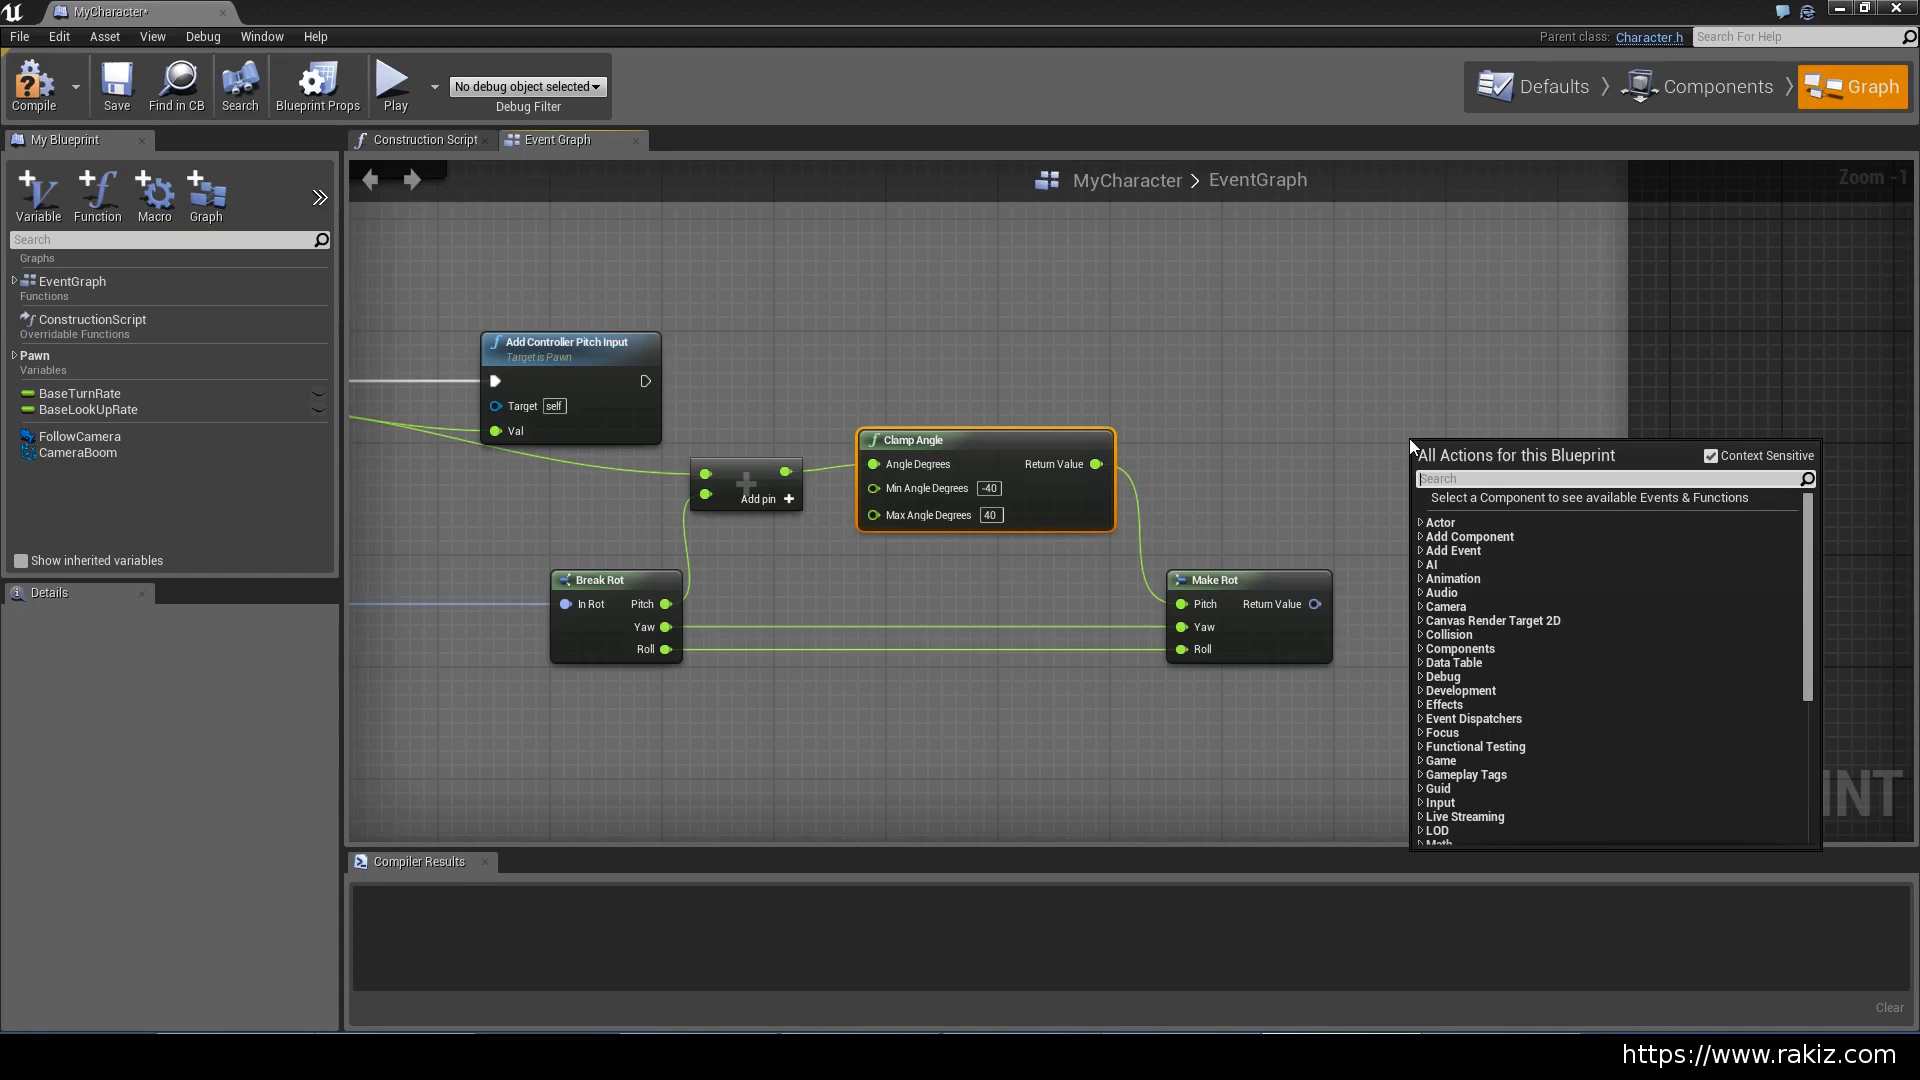 MyCharacter*
File Edit Asset View Debug Window Help
Parent class: Character.h Search For Help
Compile Save Find in CB Search Blueprint Props Play
No debug object selected
Debug Filter
Defaults Components Graph
My Blueprint
Construction Script Event Graph
MyCharacter > EventGraph
Zoom -1
Variable Function Macro Graph
Search
Graphs
EventGraph
Functions
ConstructionScript
Overridable Functions
Pawn
Variables
BaseTurnRate
BaseLookUpRate
FollowCamera
CameraBoom
Show inherited variables
Details
Add Controller Pitch Input
Target is Pawn
Target self
Val
Add pin
Clamp Angle
Angle Degrees Return Value
Min Angle Degrees -40
Max Angle Degrees 40
Break Rot
In Rot Pitch
Yaw
Roll
Make Rot
Pitch Return Value
Yaw
Roll
All Actions for this Blueprint Context Sensitive
Search
Select a Component to see available Events & Functions
Actor
Add Component
Add Event
AI
Animation
Audio
Camera
Canvas Render Target 2D
Collision
Components
Data Table
Debug
Development
Effects
Event Dispatchers
Focus
Functional Testing
Game
Gameplay Tags
Guid
Input
Live Streaming
LOD
Math
Compiler Results
Clear
https://www.rakiz.com